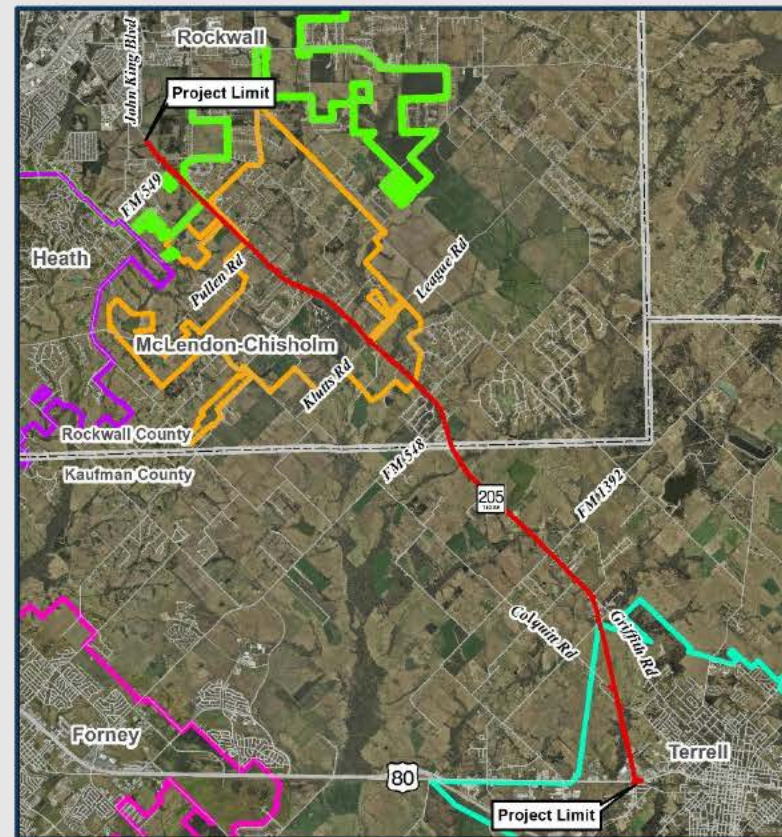 Rockwall
John King Blvd
Project Limit
FM 549
Heath
Pullen Rd
League Rd
McLendon-Chisholm
Klutts Rd
Rockwall County
FM 548
Kaufman County
205
TEXAS
FM 1392
Colquitt Rd
Griffith Rd
Forney
Terrell
80
Project Limit